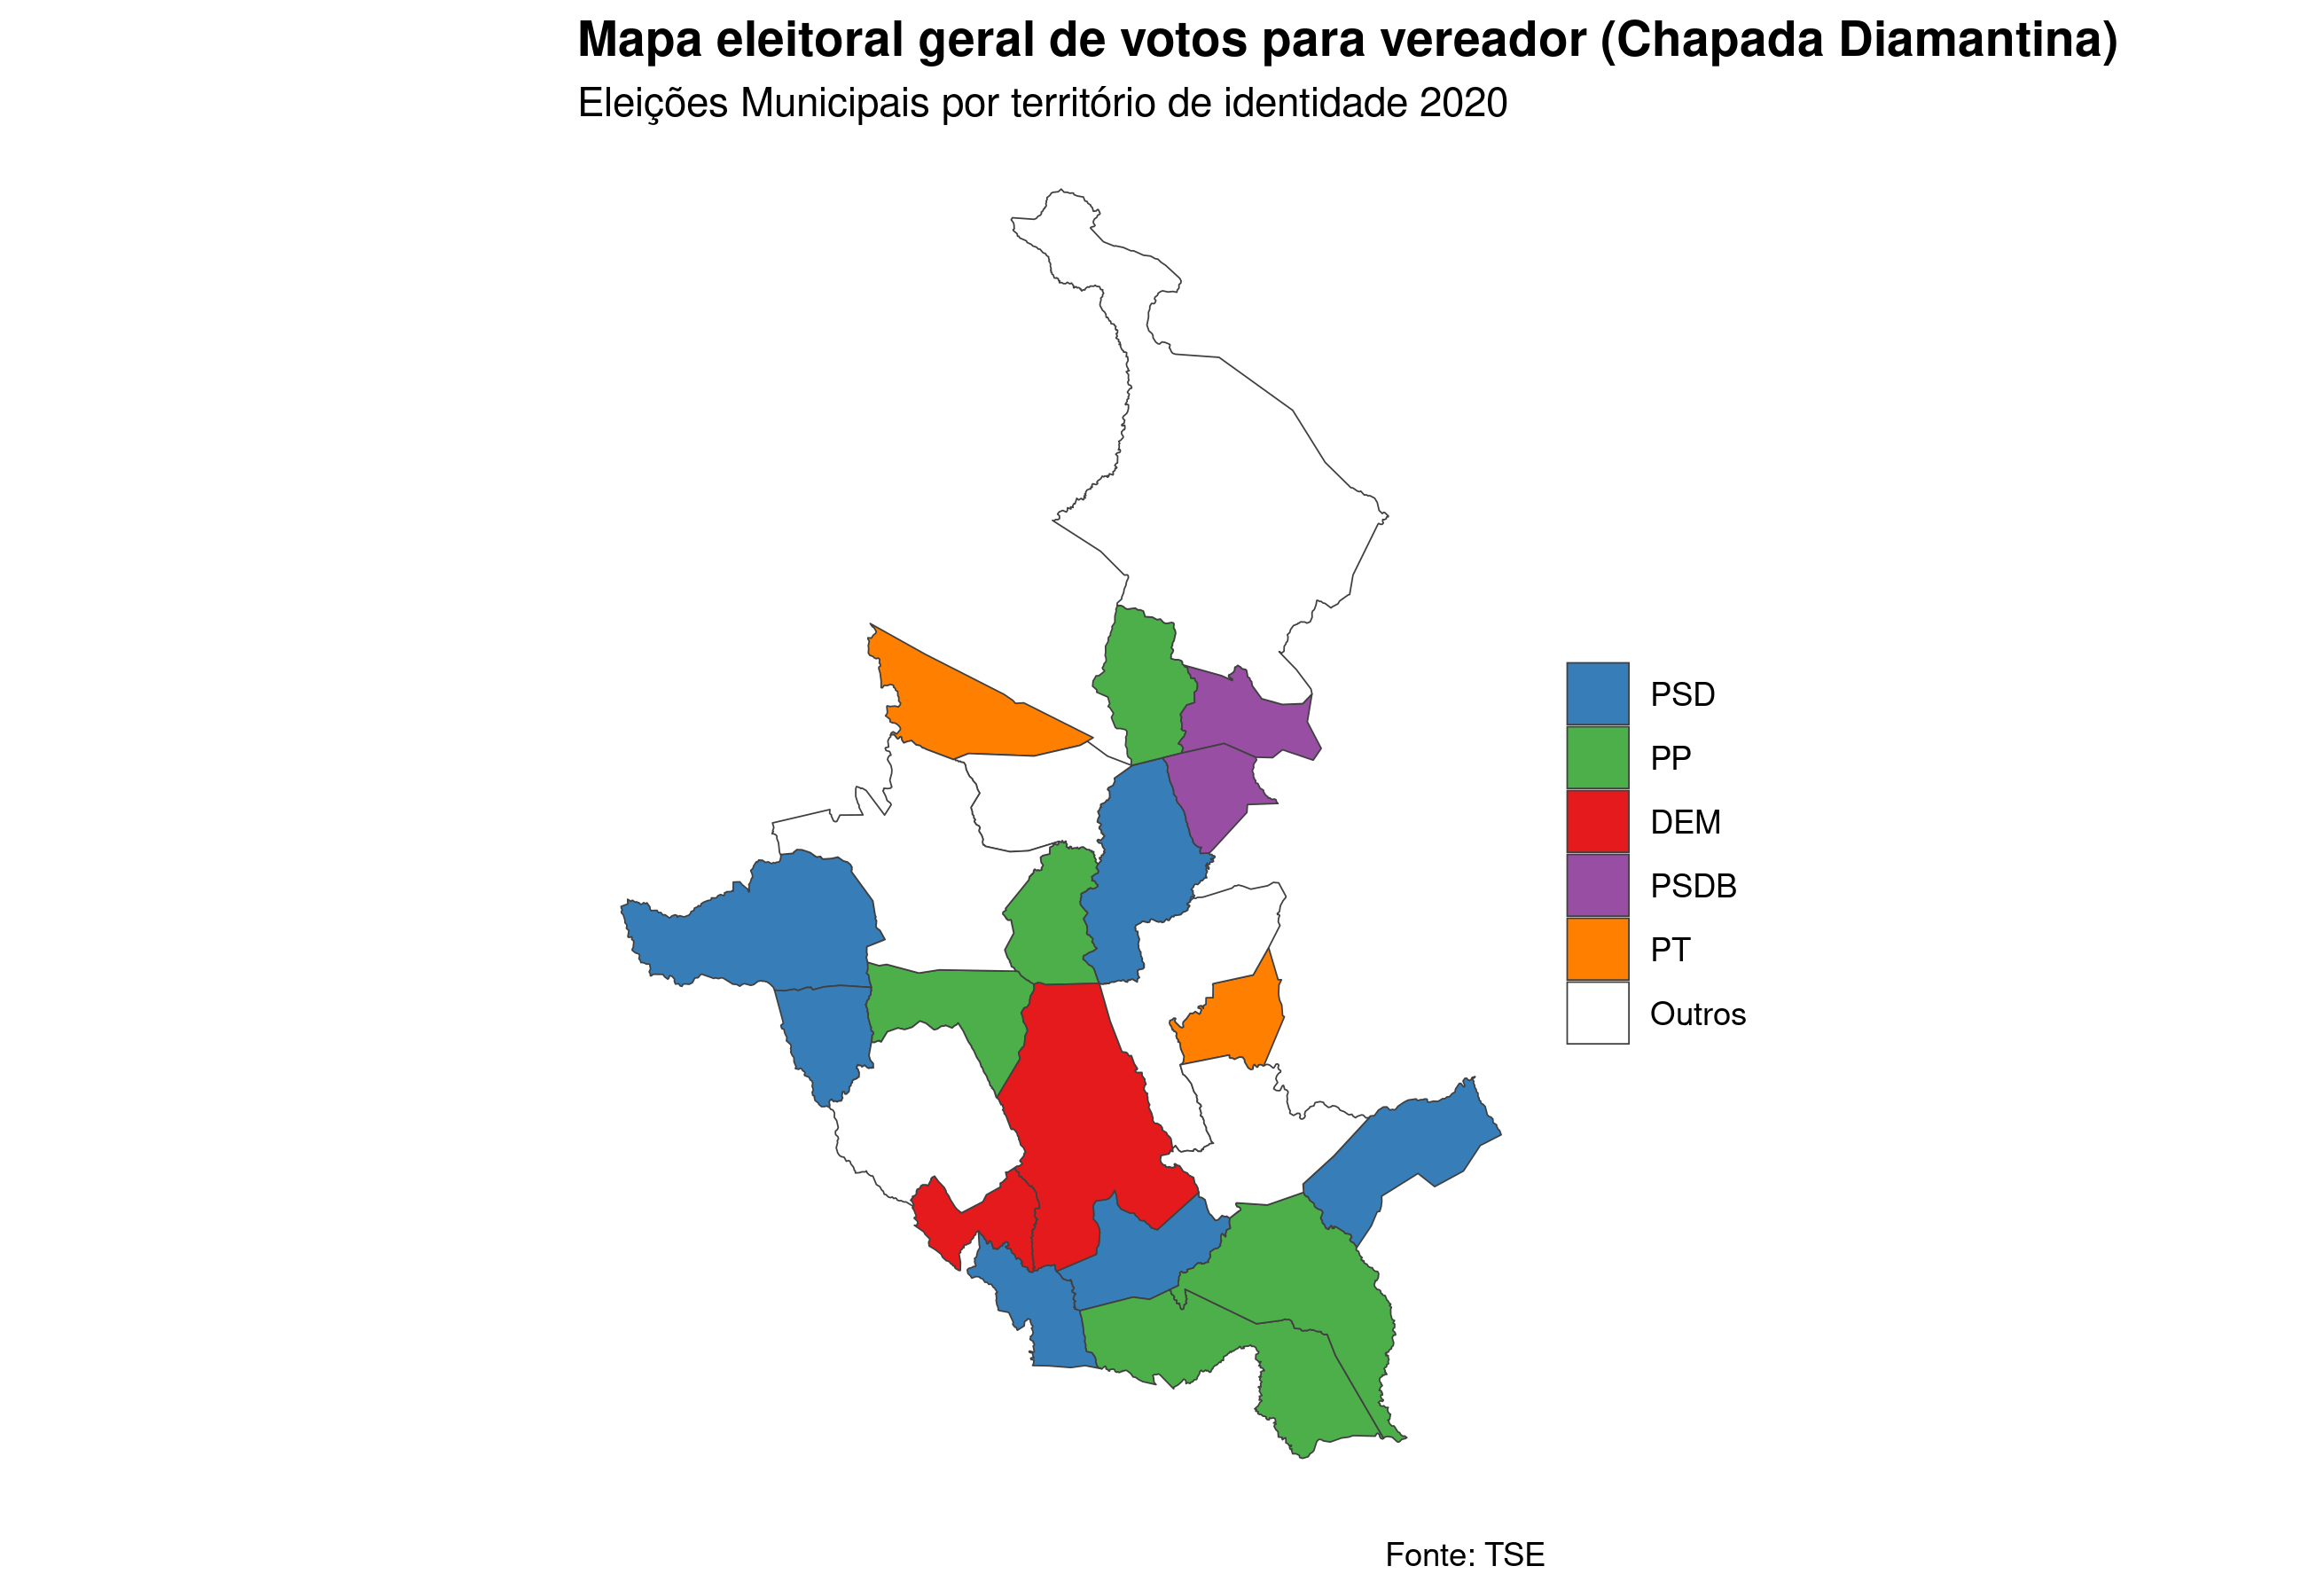 Mapa eleitoral geral de votos para vereador (Chapada Diamantina)
Eleições Municipais por território de identidade 2020
PSD
PP
DEM
PSDB
PT
Outros
Fonte: TSE